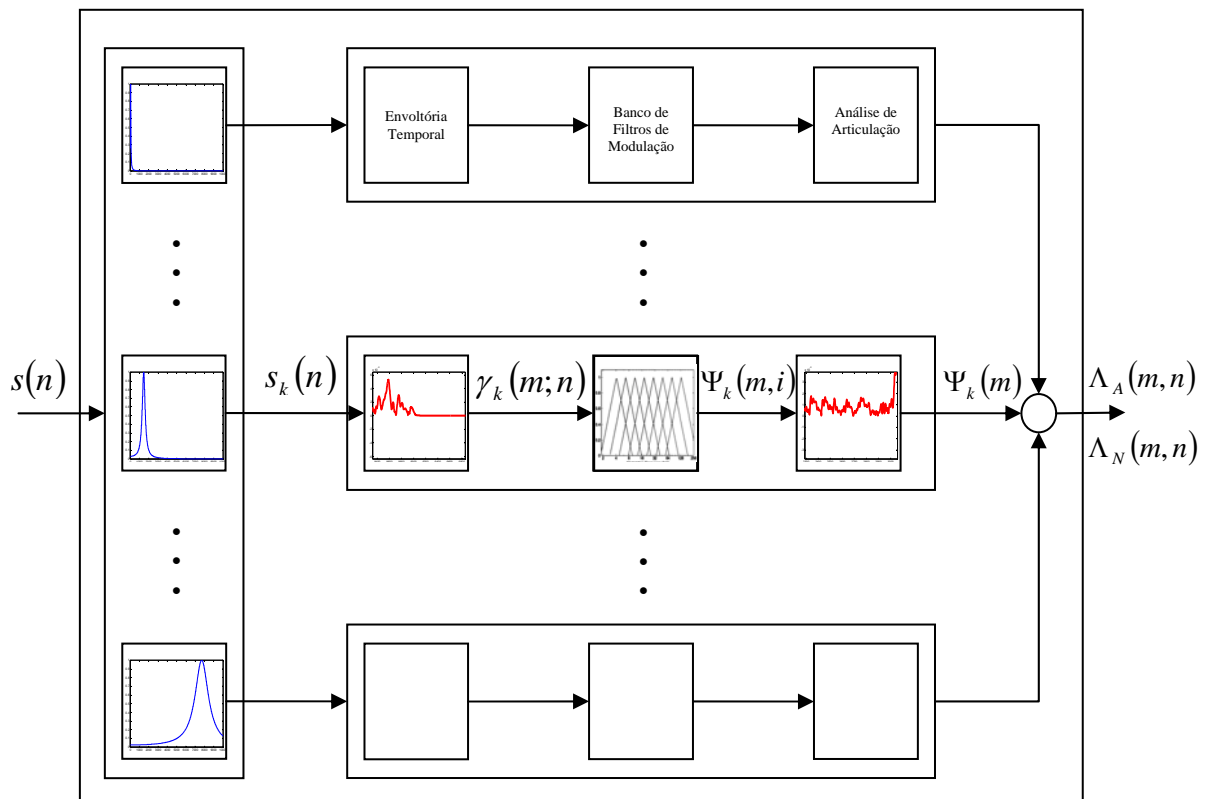 Envoltória
Temporal
Banco de
Filtros de
Modulação
Análise de
Articulação
s(n)
s_k(n)
γ_k(m;n)
Ψ_k(m,i)
Ψ_k(m)
Λ_A(m,n)
Λ_N(m,n)